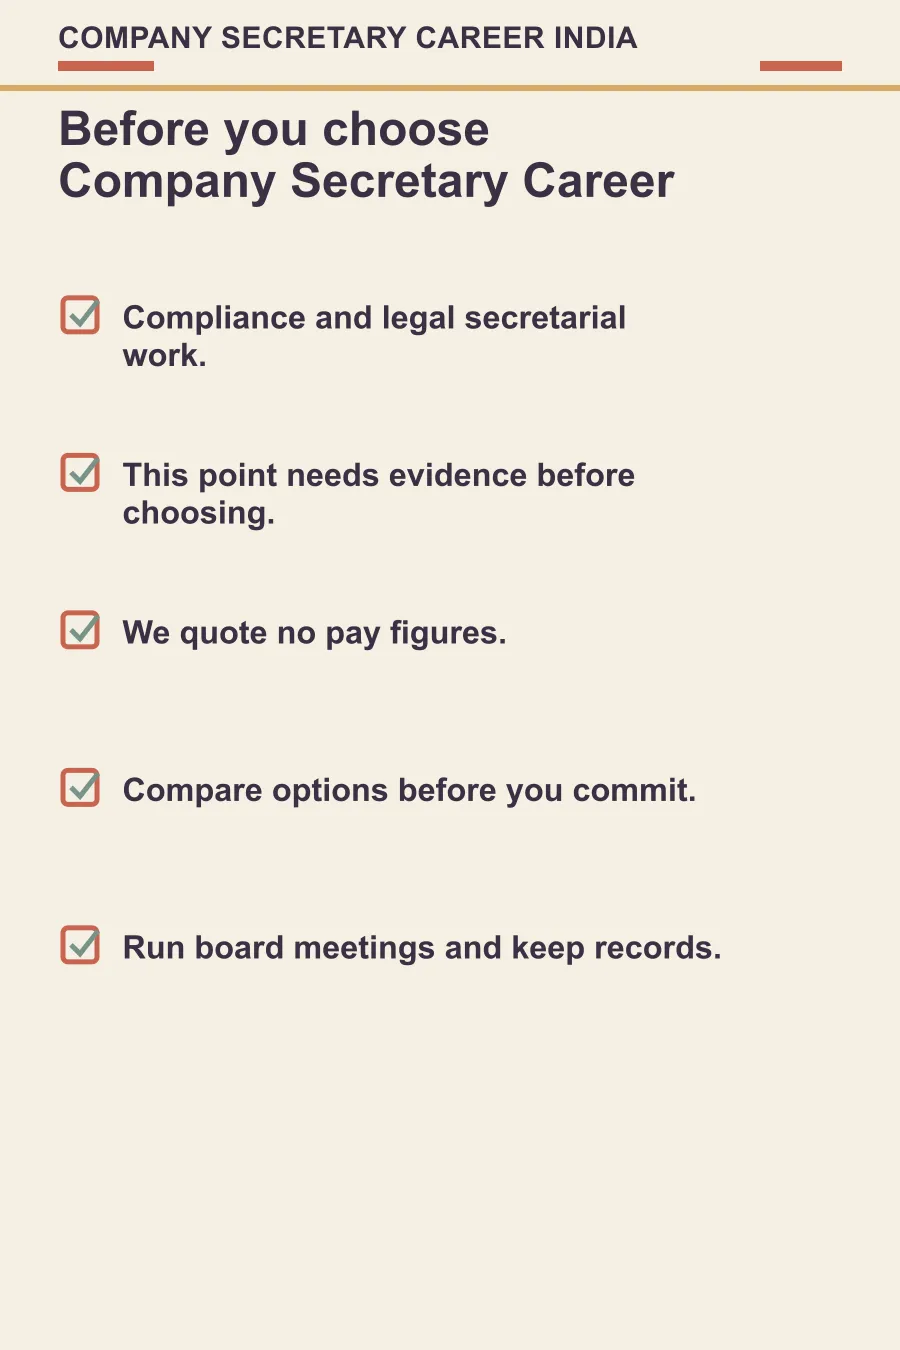 COMPANY SECRETARY CAREER INDIA
Before you choose
Company Secretary Career
Compliance and legal secretarial
work.
This point needs evidence before
choosing.
We quote no pay figures.
Compare options before you commit.
Run board meetings and keep records.